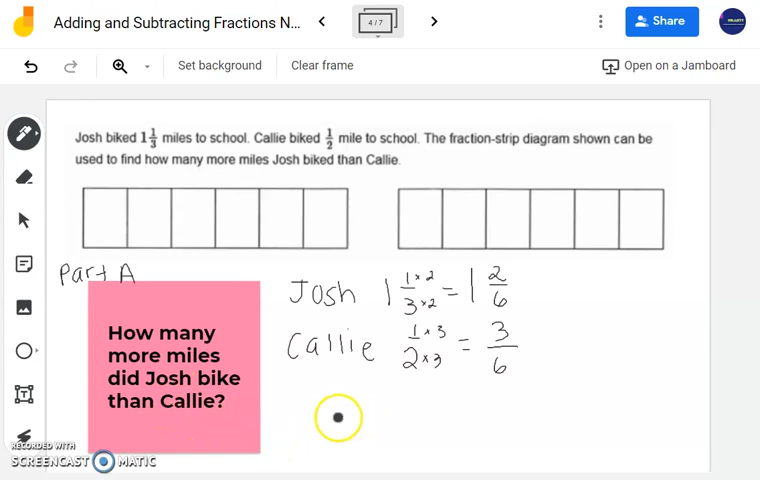 Adding and Subtracting Fractions N...
4 / 7
Share
Set background
Clear frame
Open on a Jamboard
Josh biked 1 1/3 miles to school. Callie biked 1/2 mile to school. The fraction-strip diagram shown can be
used to find how many more miles Josh biked than Callie.
Part A
How many
more miles
did Josh bike
than Callie?
Josh 1 1 × 2 / 3 × 2 = 1 2/6
Callie 1 × 3 / 2 × 3 = 3/6
RECORDED WITH
SCREENCAST MATIC